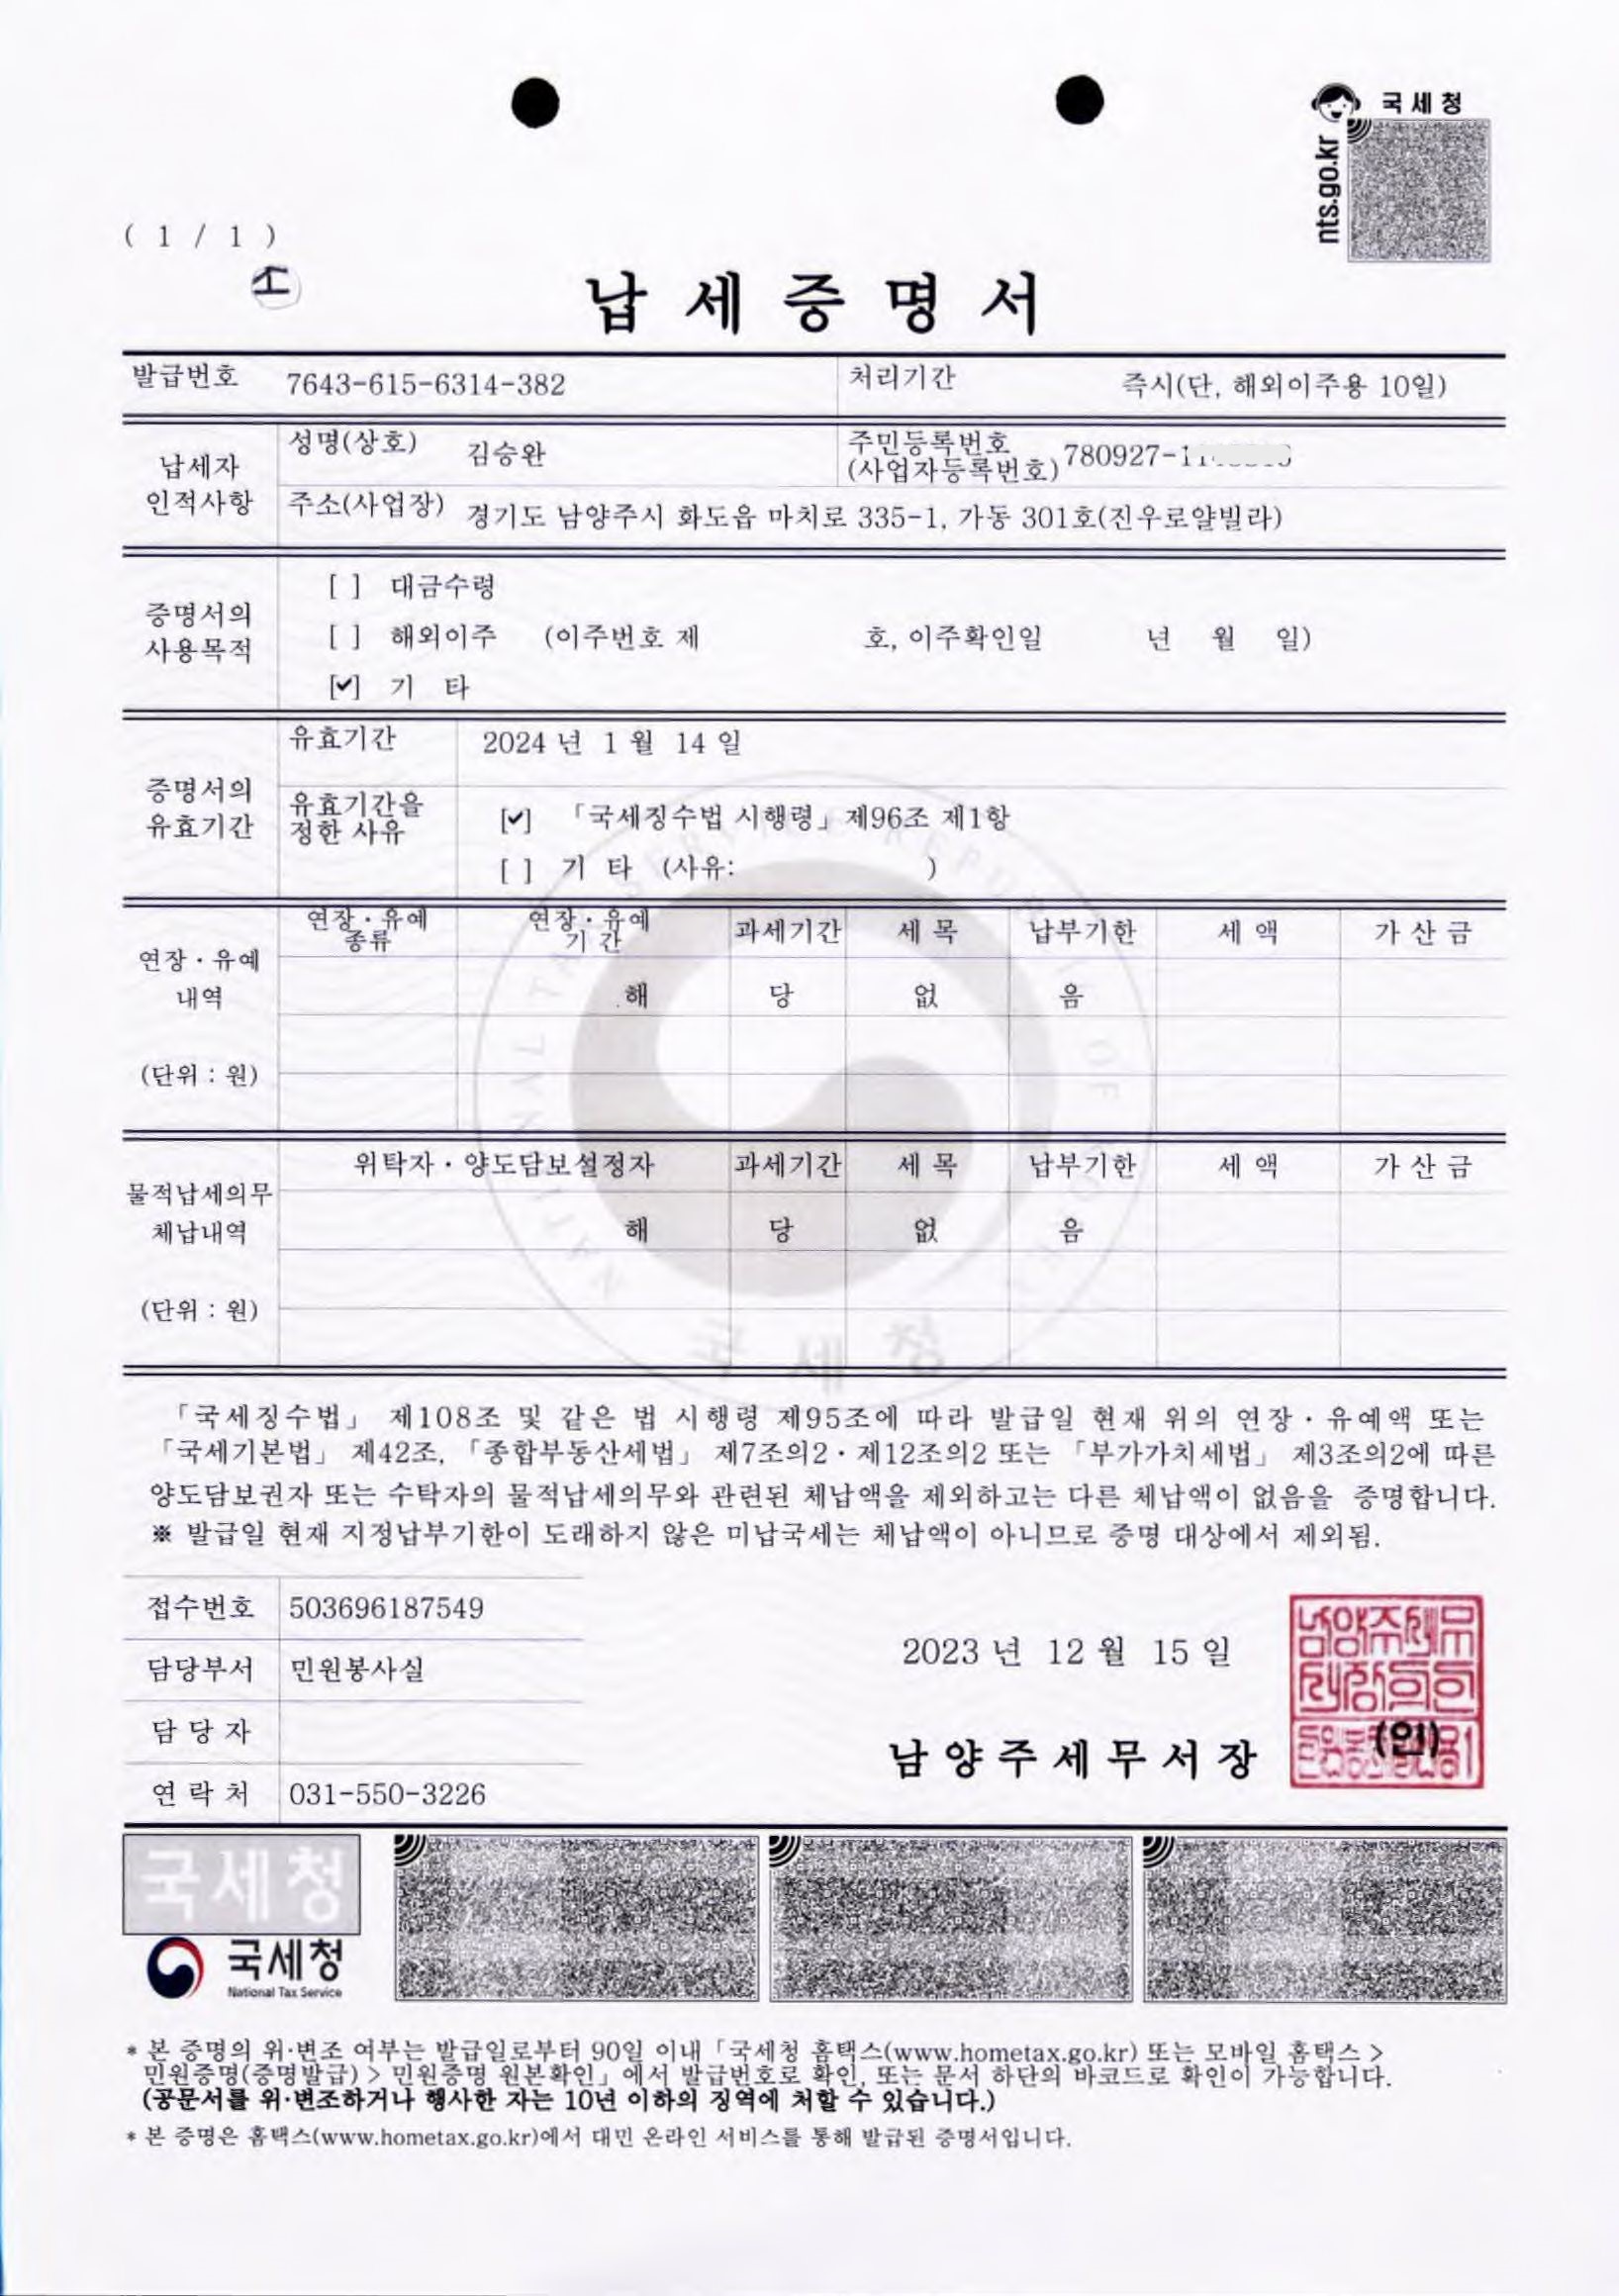 국세청
nts.go.kr
( 1 / 1 )
납 세 증 명 서
발급번호 7643-615-6314-382 처리기간 즉시(단, 해외이주용 10일)
납세자 인적사항
성명(상호) 김승완 주민등록번호 (사업자등록번호) 780927-1
주소(사업장) 경기도 남양주시 화도읍 마치로 335-1, 가동 301호(진우로얄빌라)
증명서의 사용목적
[ ] 대금수령
[ ] 해외이주 (이주번호 제 호, 이주확인일 년 월 일)
[✔] 기 타
증명서의 유효기간
유효기간 2024 년 1 월 14 일
유효기간을 정한 사유
[✔] 「국세징수법 시행령」 제96조 제1항
[ ] 기 타 (사유: )
연장·유예 내역
(단위 : 원)
연장·유예 종류 연장·유예 기 간 과세기간 세 목 납부기한 세 액 가 산 금
해 당 없 음
물적납세의무 체납내역
(단위 : 원)
위탁자·양도담보설정자 과세기간 세 목 납부기한 세 액 가 산 금
해 당 없 음
국 세 청
「국세징수법」 제108조 및 같은 법 시행령 제95조에 따라 발급일 현재 위의 연장·유예액 또는
「국세기본법」 제42조, 「종합부동산세법」 제7조의2·제12조의2 또는 「부가가치세법」 제3조의2에 따른
양도담보권자 또는 수탁자의 물적납세의무와 관련된 체납액을 제외하고는 다른 체납액이 없음을 증명합니다.
※ 발급일 현재 지정납부기한이 도래하지 않은 미납국세는 체납액이 아니므로 증명 대상에서 제외됨.
접수번호 503696187549
담당부서 민원봉사실
담 당 자
연 락 처 031-550-3226
2023 년 12 월 15 일
남 양 주 세 무 서 장 (인)
국세청
국세청
National Tax Service
* 본 증명의 위·변조 여부는 발급일로부터 90일 이내 「국세청 홈택스(www.hometax.go.kr) 또는 모바일 홈택스 >
민원증명(증명발급) > 민원증명 원본확인」에서 발급번호로 확인, 또는 문서 하단의 바코드로 확인이 가능합니다.
(공문서를 위·변조하거나 행사한 자는 10년 이하의 징역에 처할 수 있습니다.)
* 본 증명은 홈택스(www.hometax.go.kr)에서 대민 온라인 서비스를 통해 발급된 증명서입니다.